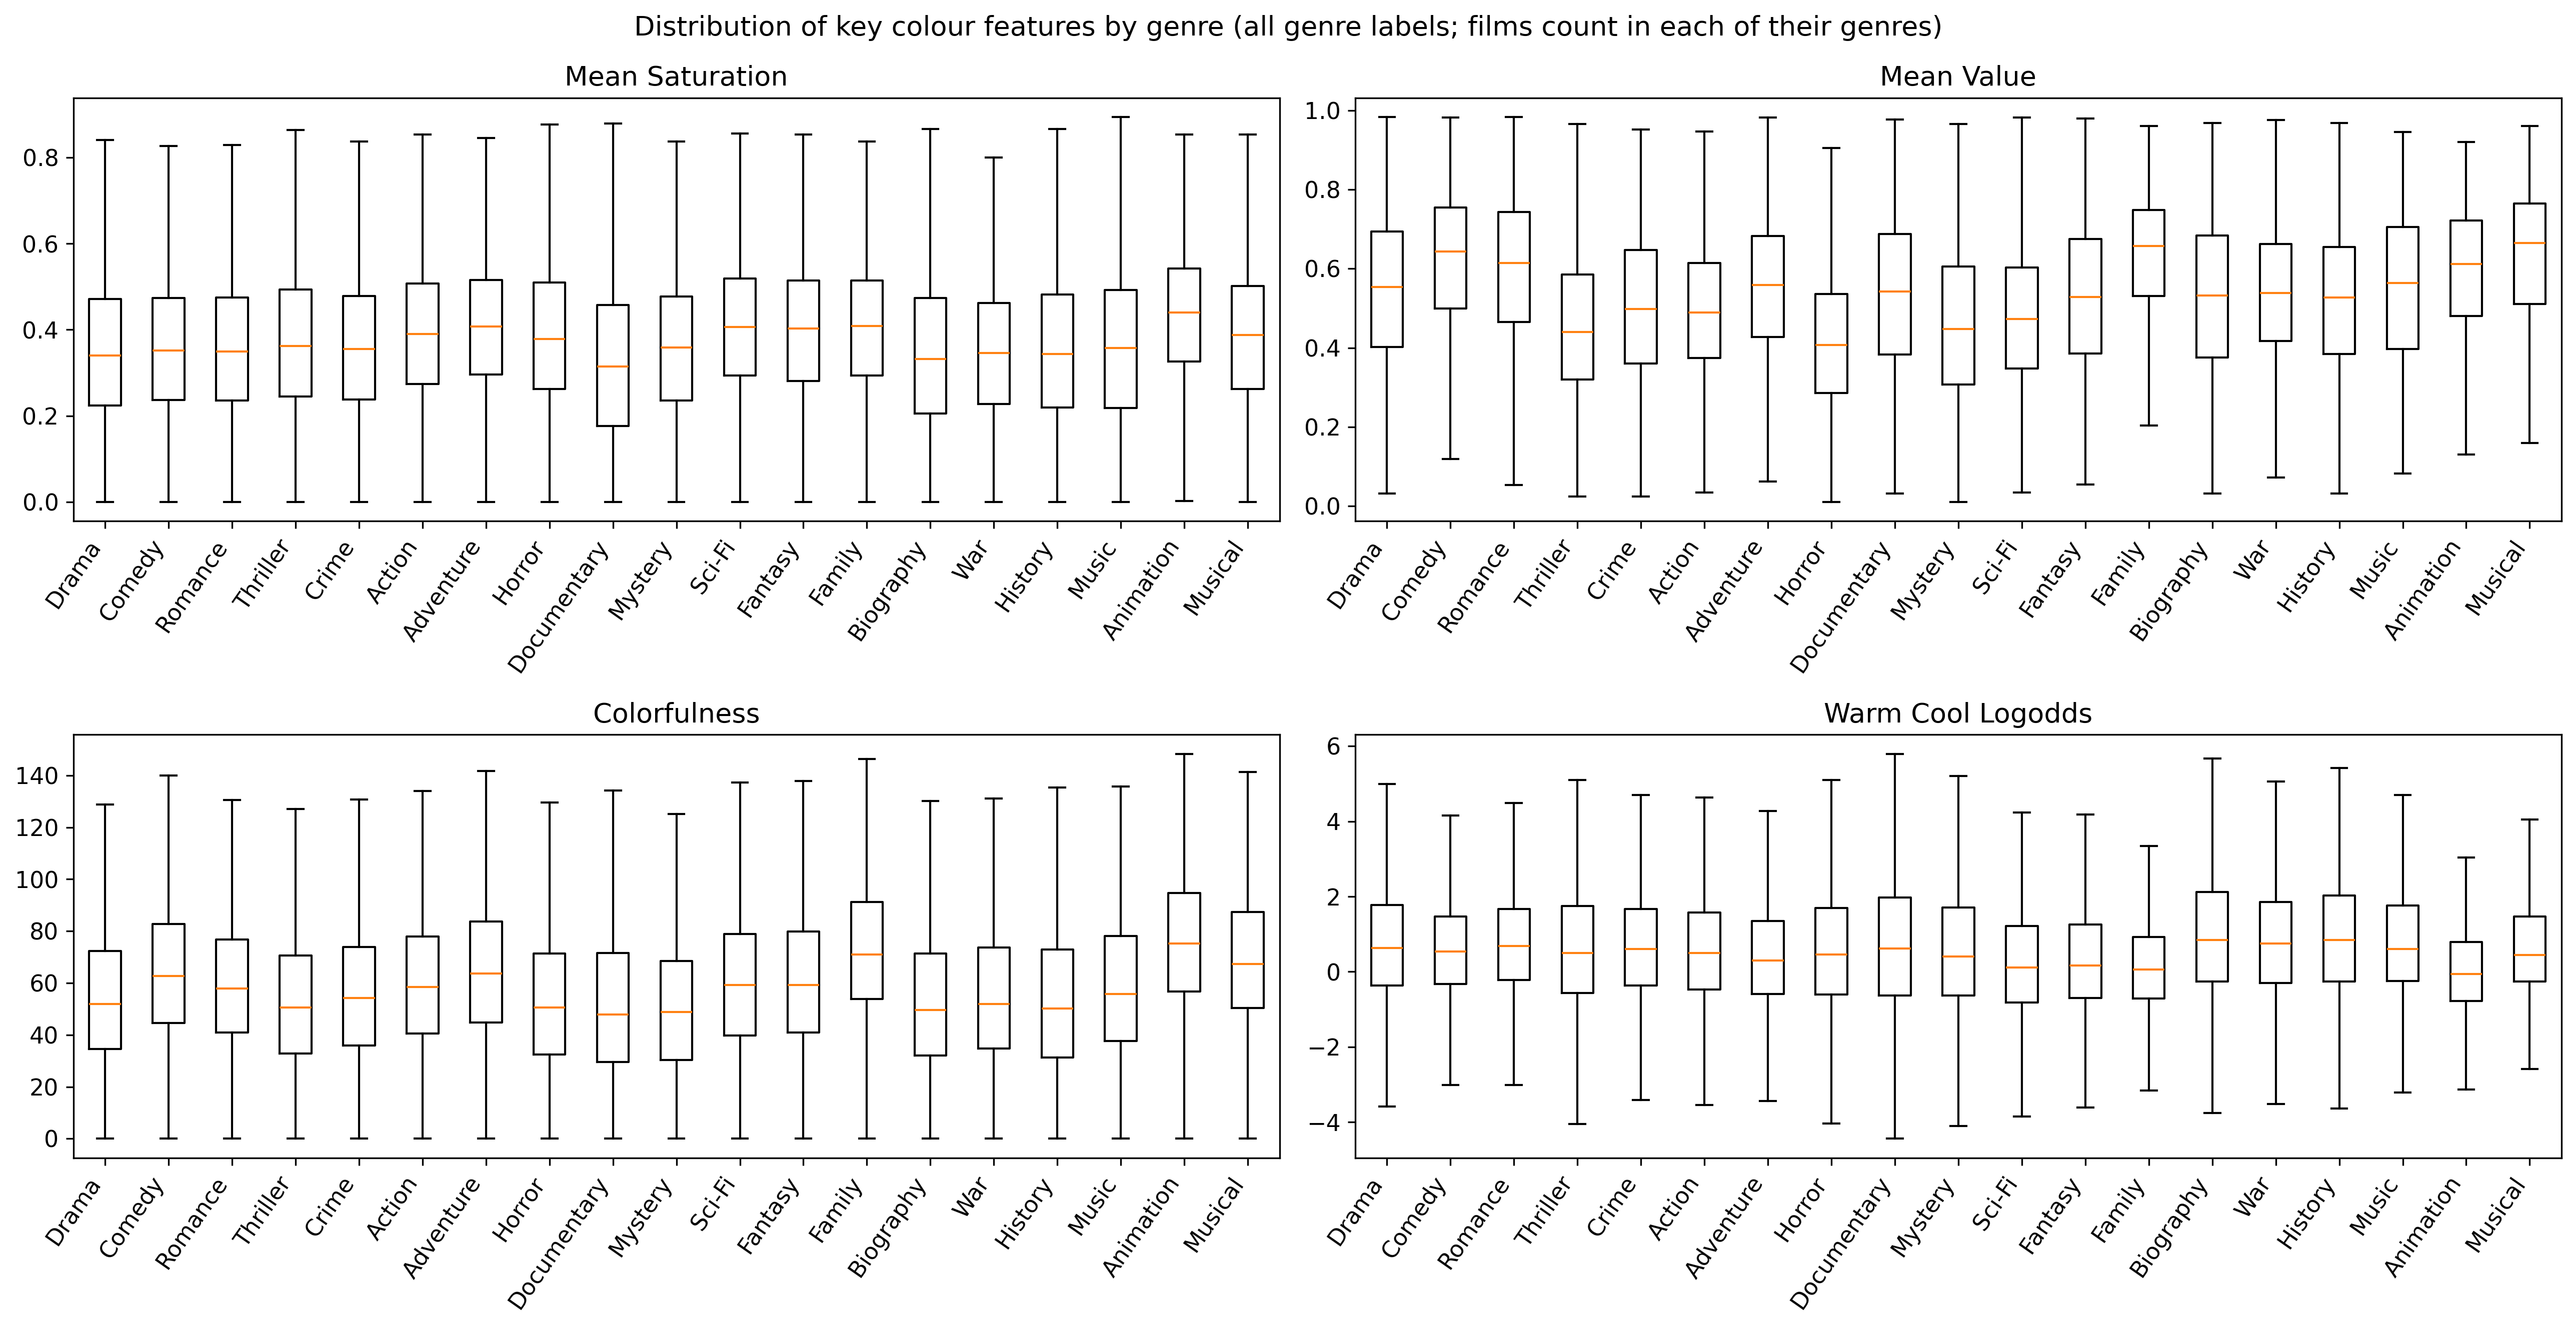 Distribution of key colour features by genre (all genre labels; films count in each of their genres)
Mean Saturation
0.8
0.6
0.4
0.2
0.0
Drama
Comedy
Romance
Thriller
Crime
Action
Adventure
Horror
Documentary
Mystery
Sci-Fi
Fantasy
Family
Biography
War
History
Music
Animation
Musical
Mean Value
1.0
0.8
0.6
0.4
0.2
0.0
Drama
Comedy
Romance
Thriller
Crime
Action
Adventure
Horror
Documentary
Mystery
Sci-Fi
Fantasy
Family
Biography
War
History
Music
Animation
Musical
Colorfulness
140
120
100
80
60
40
20
0
Drama
Comedy
Romance
Thriller
Crime
Action
Adventure
Horror
Documentary
Mystery
Sci-Fi
Fantasy
Family
Biography
War
History
Music
Animation
Musical
Warm Cool Logodds
6
4
2
0
−2
−4
Drama
Comedy
Romance
Thriller
Crime
Action
Adventure
Horror
Documentary
Mystery
Sci-Fi
Fantasy
Family
Biography
War
History
Music
Animation
Musical